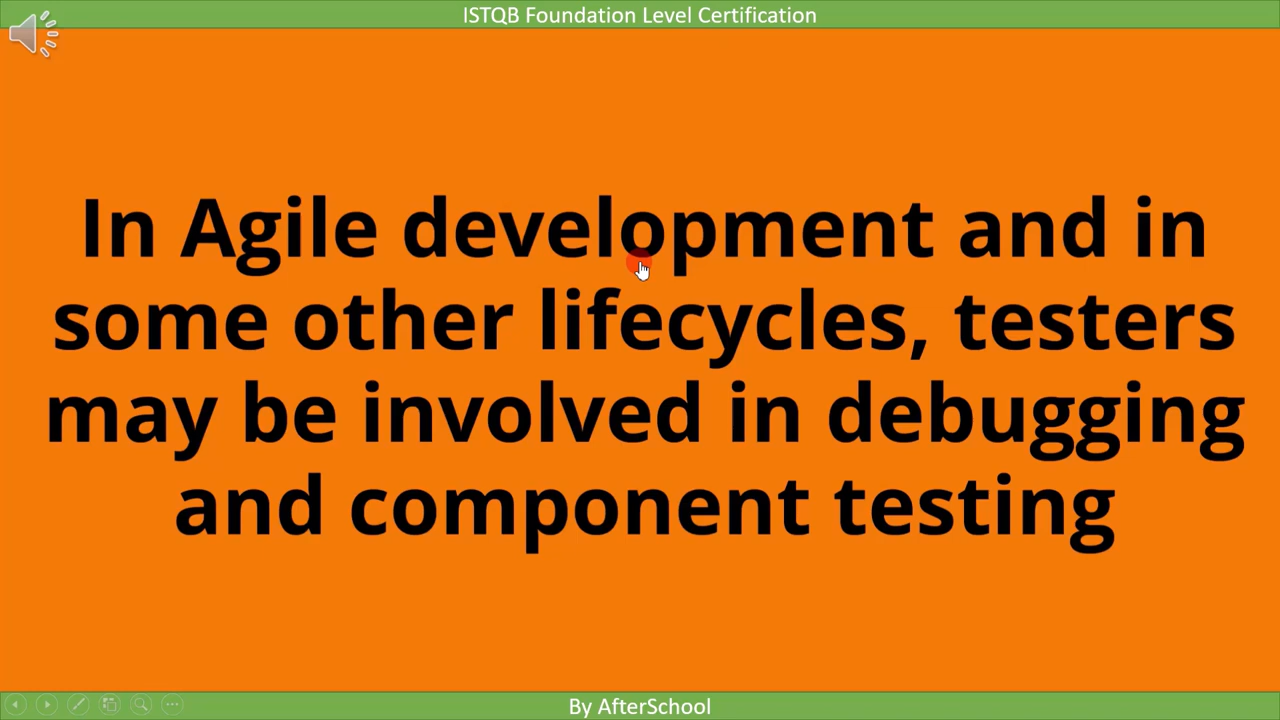 ISTQB Foundation Level Certification
In Agile development and in
some other lifecycles, testers
may be involved in debugging
and component testing
By AfterSchool